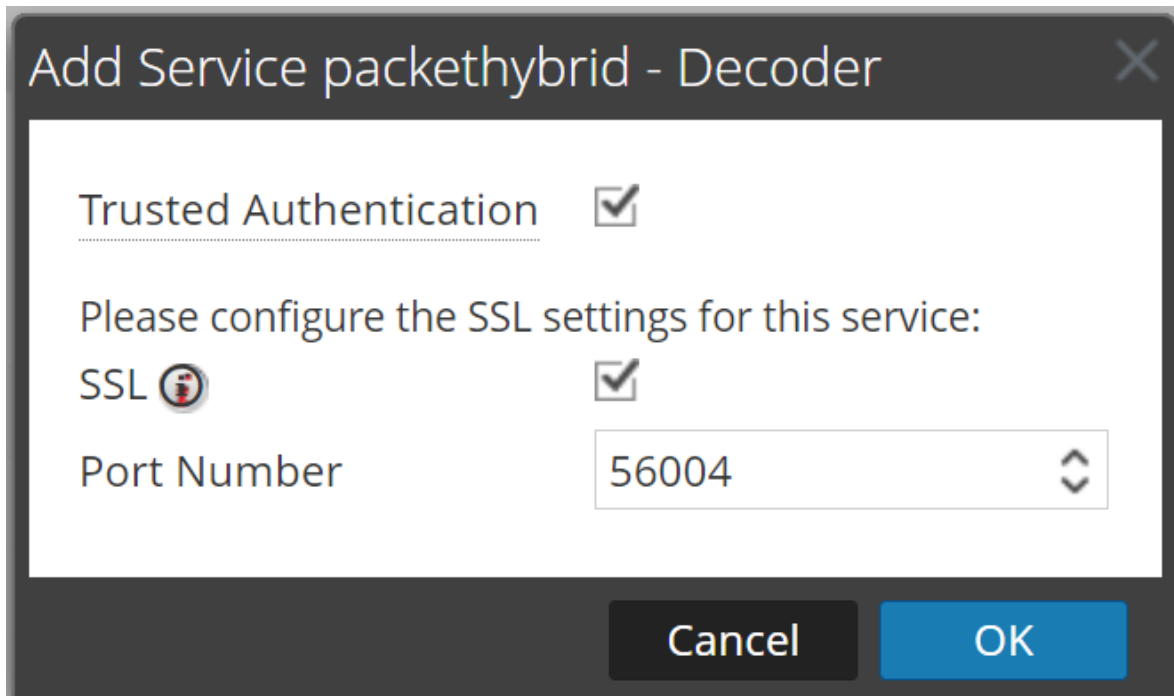 Add Service packethybrid - Decoder
Trusted Authentication
Please configure the SSL settings for this service:
SSL
Port Number 56004
Cancel OK